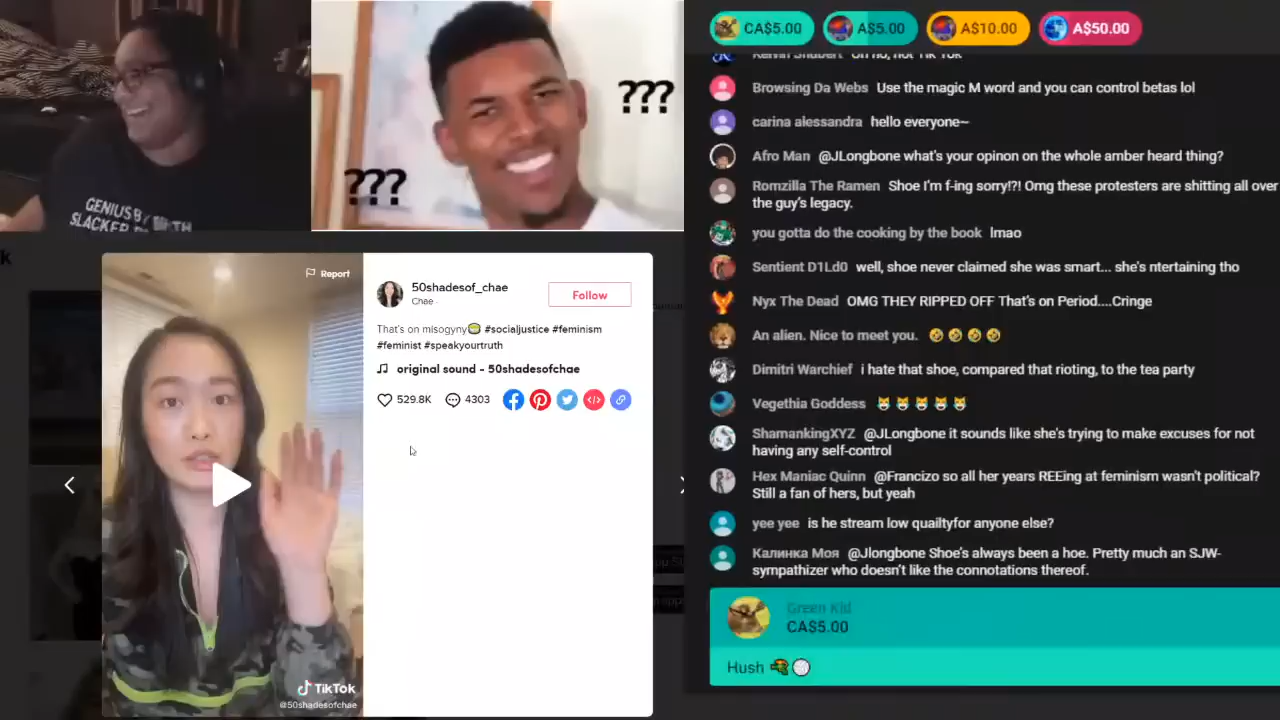 GENIUS BY BIRTH
SLACKER
???
???
CA$5.00 A$5.00 A$10.00 A$50.00
Kelvin Shubert Oh no, not Tik Tok
Browsing Da Webs Use the magic M word and you can control betas lol
carina alessandra hello everyone~
Afro Man @JLongbone what's your opinon on the whole amber heard thing?
Romzilla The Ramen Shoe I'm f-ing sorry!?! Omg these protesters are shitting all over
the guy's legacy.
you gotta do the cooking by the book lmao
Sentient D1Ld0 well, shoe never claimed she was smart... she's ntertaining tho
Nyx The Dead OMG THEY RIPPED OFF That's on Period....Cringe
An alien. Nice to meet you. 🤣🤣🤣🤣
Dimitri Warchief i hate that shoe, compared that rioting, to the tea party
Vegethia Goddess 😹😹😹😹😹
ShamankingXYZ @JLongbone it sounds like she's trying to make excuses for not
having any self-control
Hex Maniac Quinn @Francizo so all her years REEing at feminism wasn't political?
Still a fan of hers, but yeah
yee yee is he stream low quailtyfor anyone else?
Калинка Моя @Jlongbone Shoe's always been a hoe. Pretty much an SJW-
sympathizer who doesn't like the connotations thereof.
Green Kid
CA$5.00
Hush
k
Report
50shadesof_chae
Chae ·
Follow
That's on misogyny🍵 #socialjustice #feminism
#feminist #speakyourtruth
original sound - 50shadesofchae
529.8K 4303
TikTok
@50shadesofchae